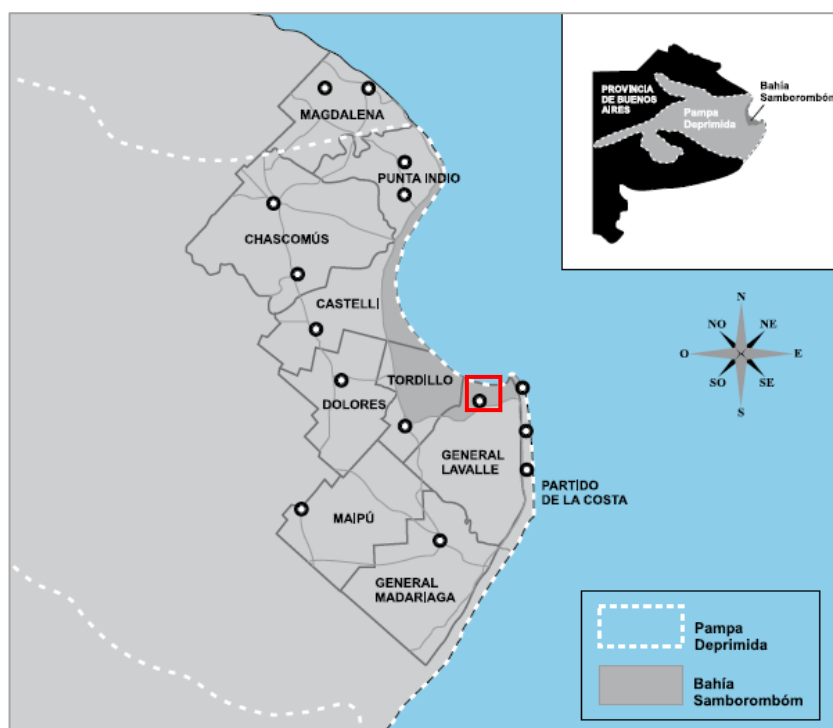 MAGDALENA
PUNTA INDIO
CHASCOMÚS
CASTELLI
TORDILLO
DOLORES
GENERAL
LAVALLE
PARTIDO
DE LA COSTA
MAIPÚ
GENERAL
MADARIAGA
PROVINCIA
DE BUENOS
AIRES
Pampa
Deprimida
Bahía
Samborombóm
N
NO
NE
O
E
SO
SE
S
Pampa
Deprimida
Bahía
Samborombóm